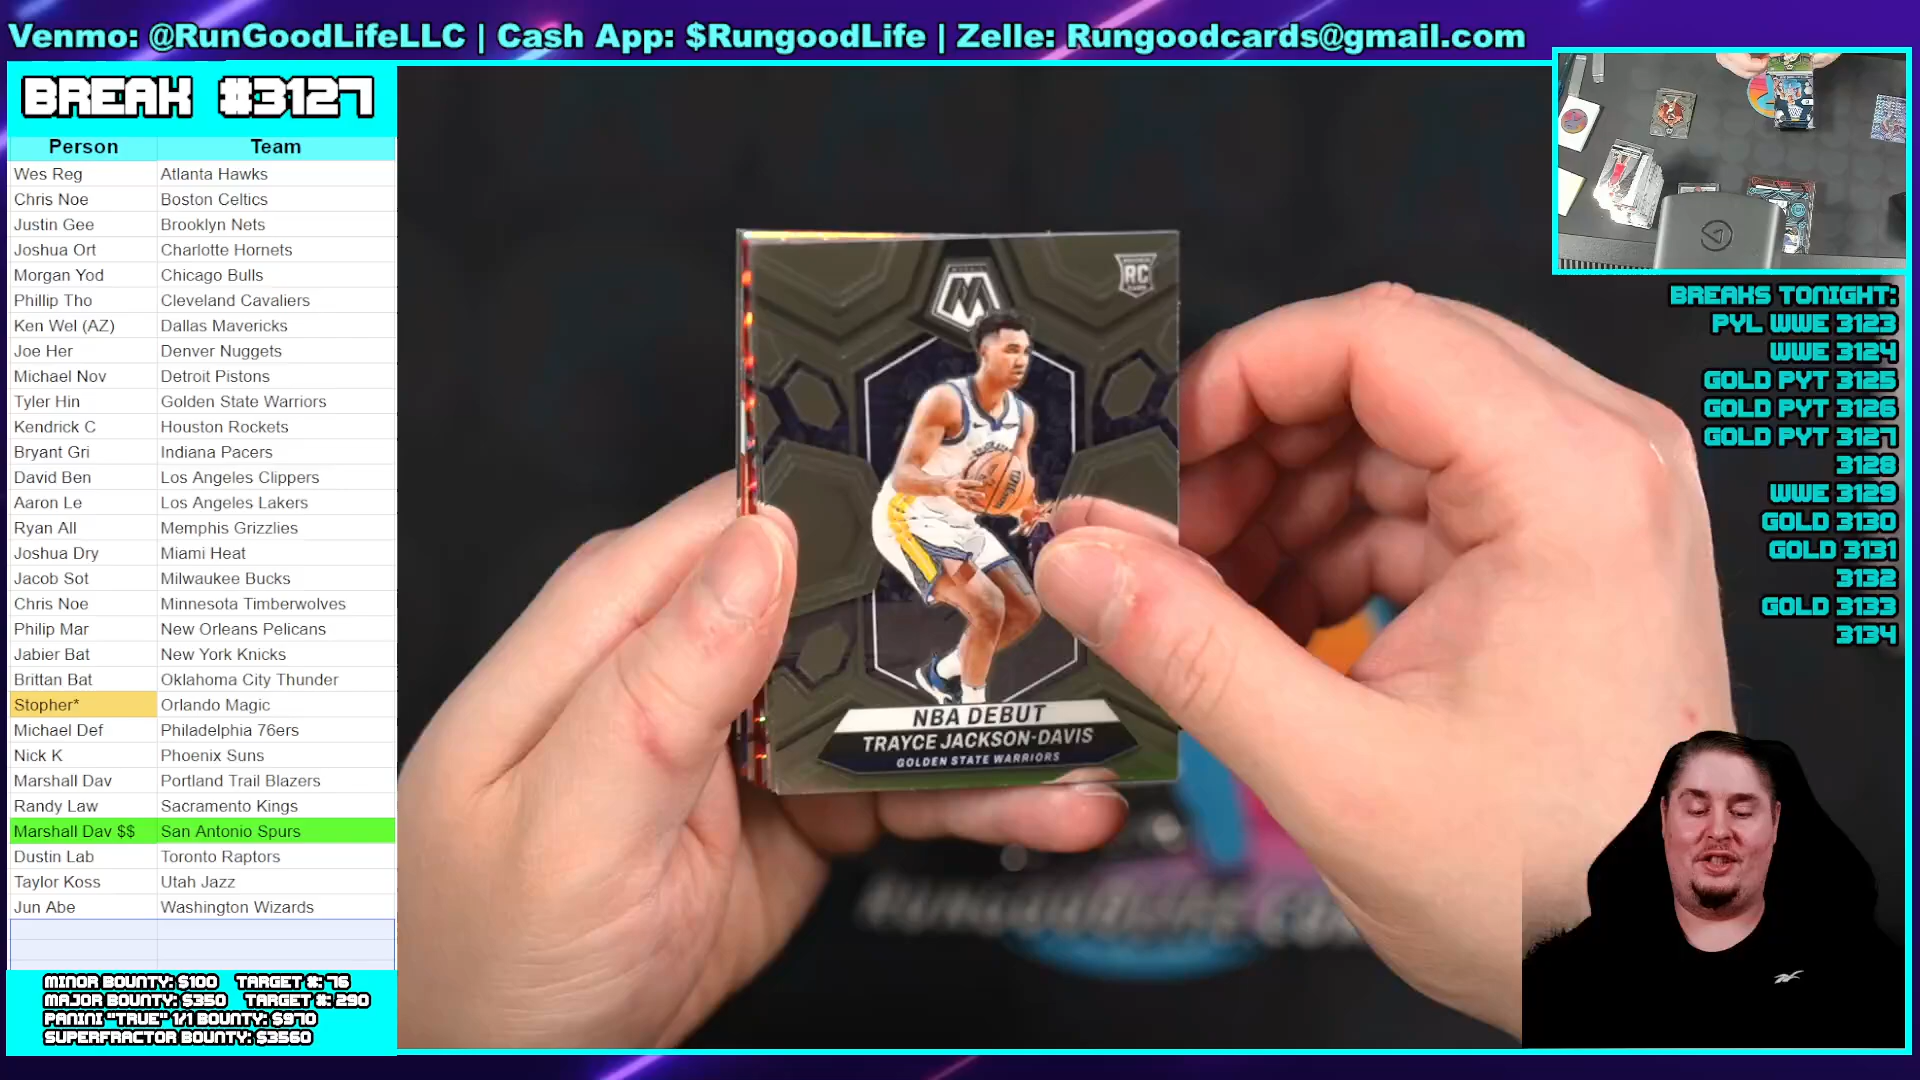 Venmo: @RunGoodLifeLLC | Cash App: $RungoodLife | Zelle: Rungoodcards@gmail.com
BREAK #3127
Person Team
Wes Reg Atlanta Hawks
Chris Noe Boston Celtics
Justin Gee Brooklyn Nets
Joshua Ort Charlotte Hornets
Morgan Yod Chicago Bulls
Phillip Tho Cleveland Cavaliers
Ken Wel (AZ) Dallas Mavericks
Joe Her Denver Nuggets
Michael Nov Detroit Pistons
Tyler Hin Golden State Warriors
Kendrick C Houston Rockets
Bryant Gri Indiana Pacers
David Ben Los Angeles Clippers
Aaron Le Los Angeles Lakers
Ryan All Memphis Grizzlies
Joshua Dry Miami Heat
Jacob Sot Milwaukee Bucks
Chris Noe Minnesota Timberwolves
Philip Mar New Orleans Pelicans
Jabier Bat New York Knicks
Brittan Bat Oklahoma City Thunder
Stopher* Orlando Magic
Michael Def Philadelphia 76ers
Nick K Phoenix Suns
Marshall Dav Portland Trail Blazers
Randy Law Sacramento Kings
Marshall Dav $$ San Antonio Spurs
Dustin Lab Toronto Raptors
Taylor Koss Utah Jazz
Jun Abe Washington Wizards
MINOR BOUNTY: $100 TARGET #: 76
MAJOR BOUNTY: $350 TARGET #: 290
PANINI "TRUE" 1/1 BOUNTY: $970
SUPERFRACTOR BOUNTY: $3560
RC
NBA DEBUT
TRAYCE JACKSON-DAVIS
GOLDEN STATE WARRIORS
BREAKS TONIGHT:
PYL WWE 3123
WWE 3124
GOLD PYT 3125
GOLD PYT 3126
GOLD PYT 3127
3128
WWE 3129
GOLD 3130
GOLD 3131
3132
GOLD 3133
3134